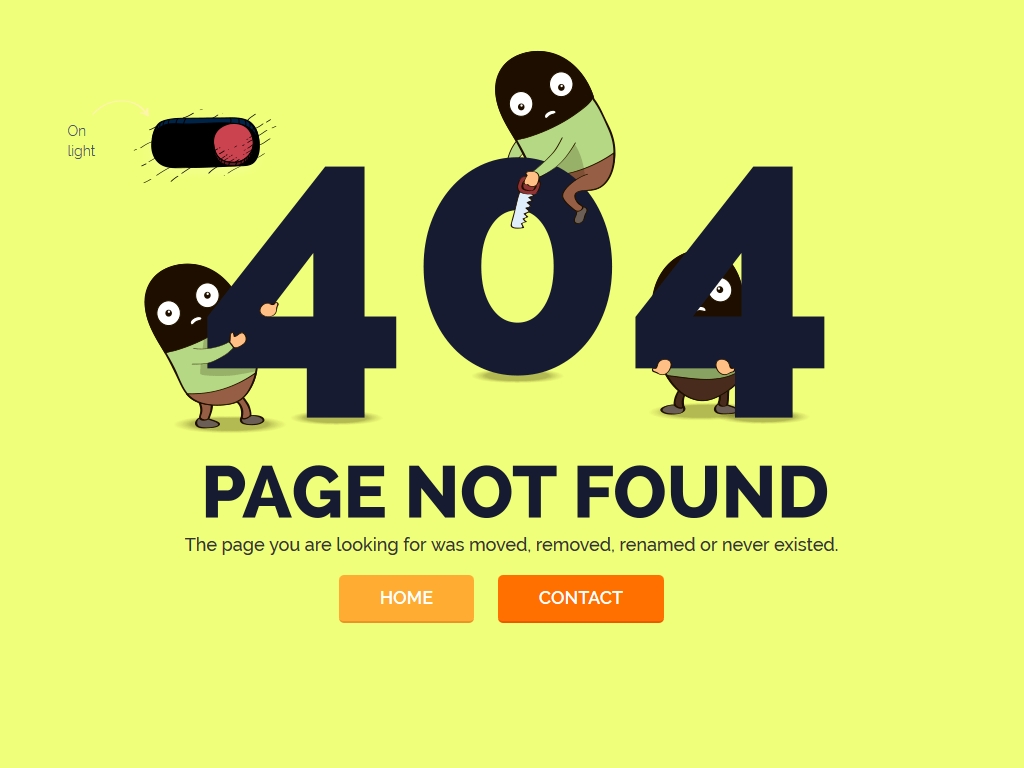 On
light
404
PAGE NOT FOUND
The page you are looking for was moved, removed, renamed or never existed.
HOME
CONTACT